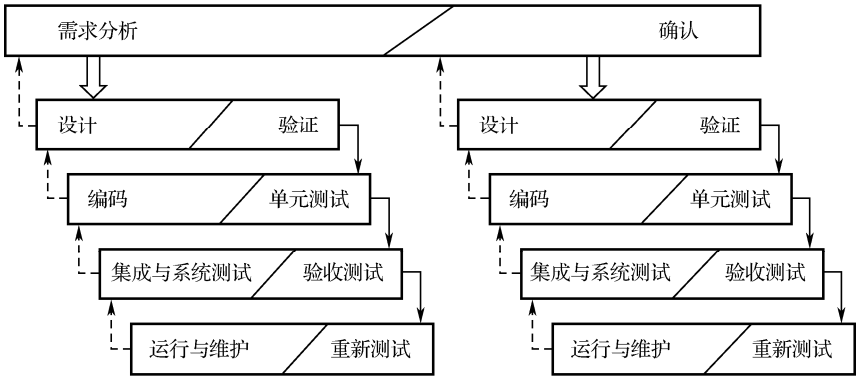 需求分析 确认
设计 验证 设计 验证
编码 单元测试 编码 单元测试
集成与系统测试 验收测试 集成与系统测试 验收测试
运行与维护 重新测试 运行与维护 重新测试